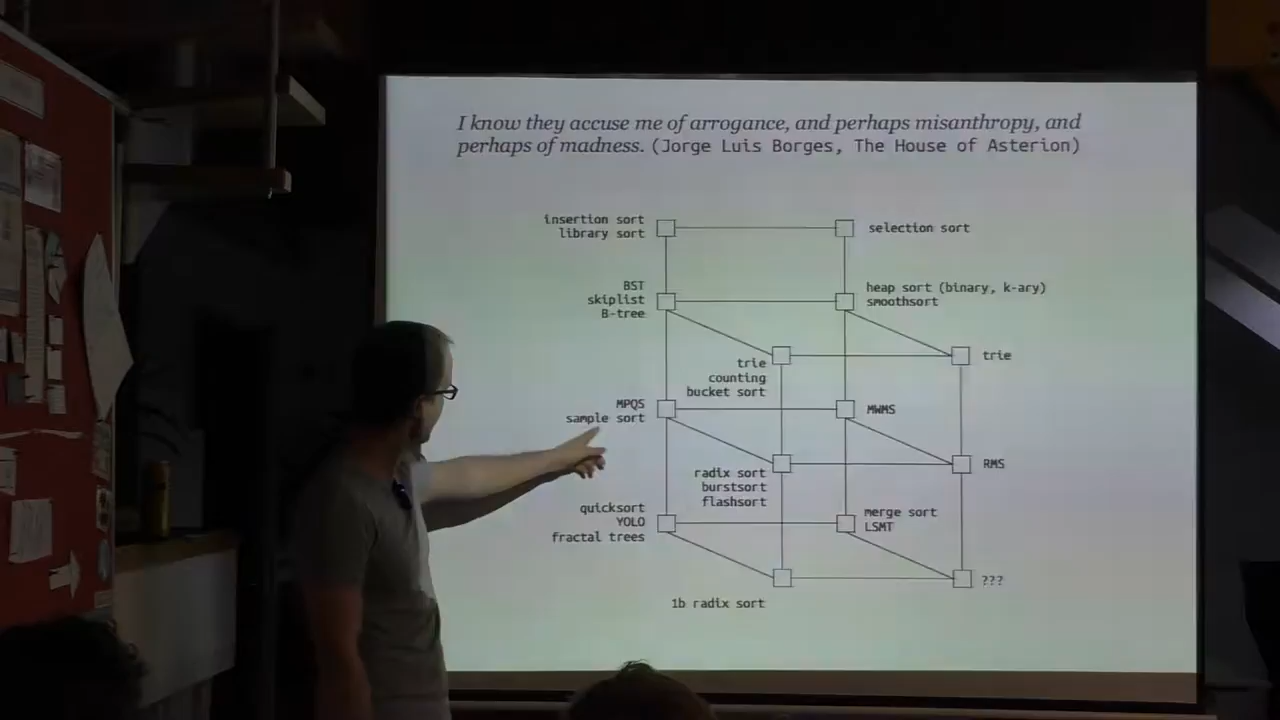 I know they accuse me of arrogance, and perhaps misanthropy, and
perhaps of madness. (Jorge Luis Borges, The House of Asterion)
insertion sort
library sort
selection sort
BST
skiplist
B-tree
heap sort (binary, k-ary)
smoothsort
trie
counting
bucket sort
trie
MPQS
sample sort
MWMS
radix sort
burstsort
flashsort
RMS
quicksort
YOLO
fractal trees
merge sort
LSMT
1b radix sort
???